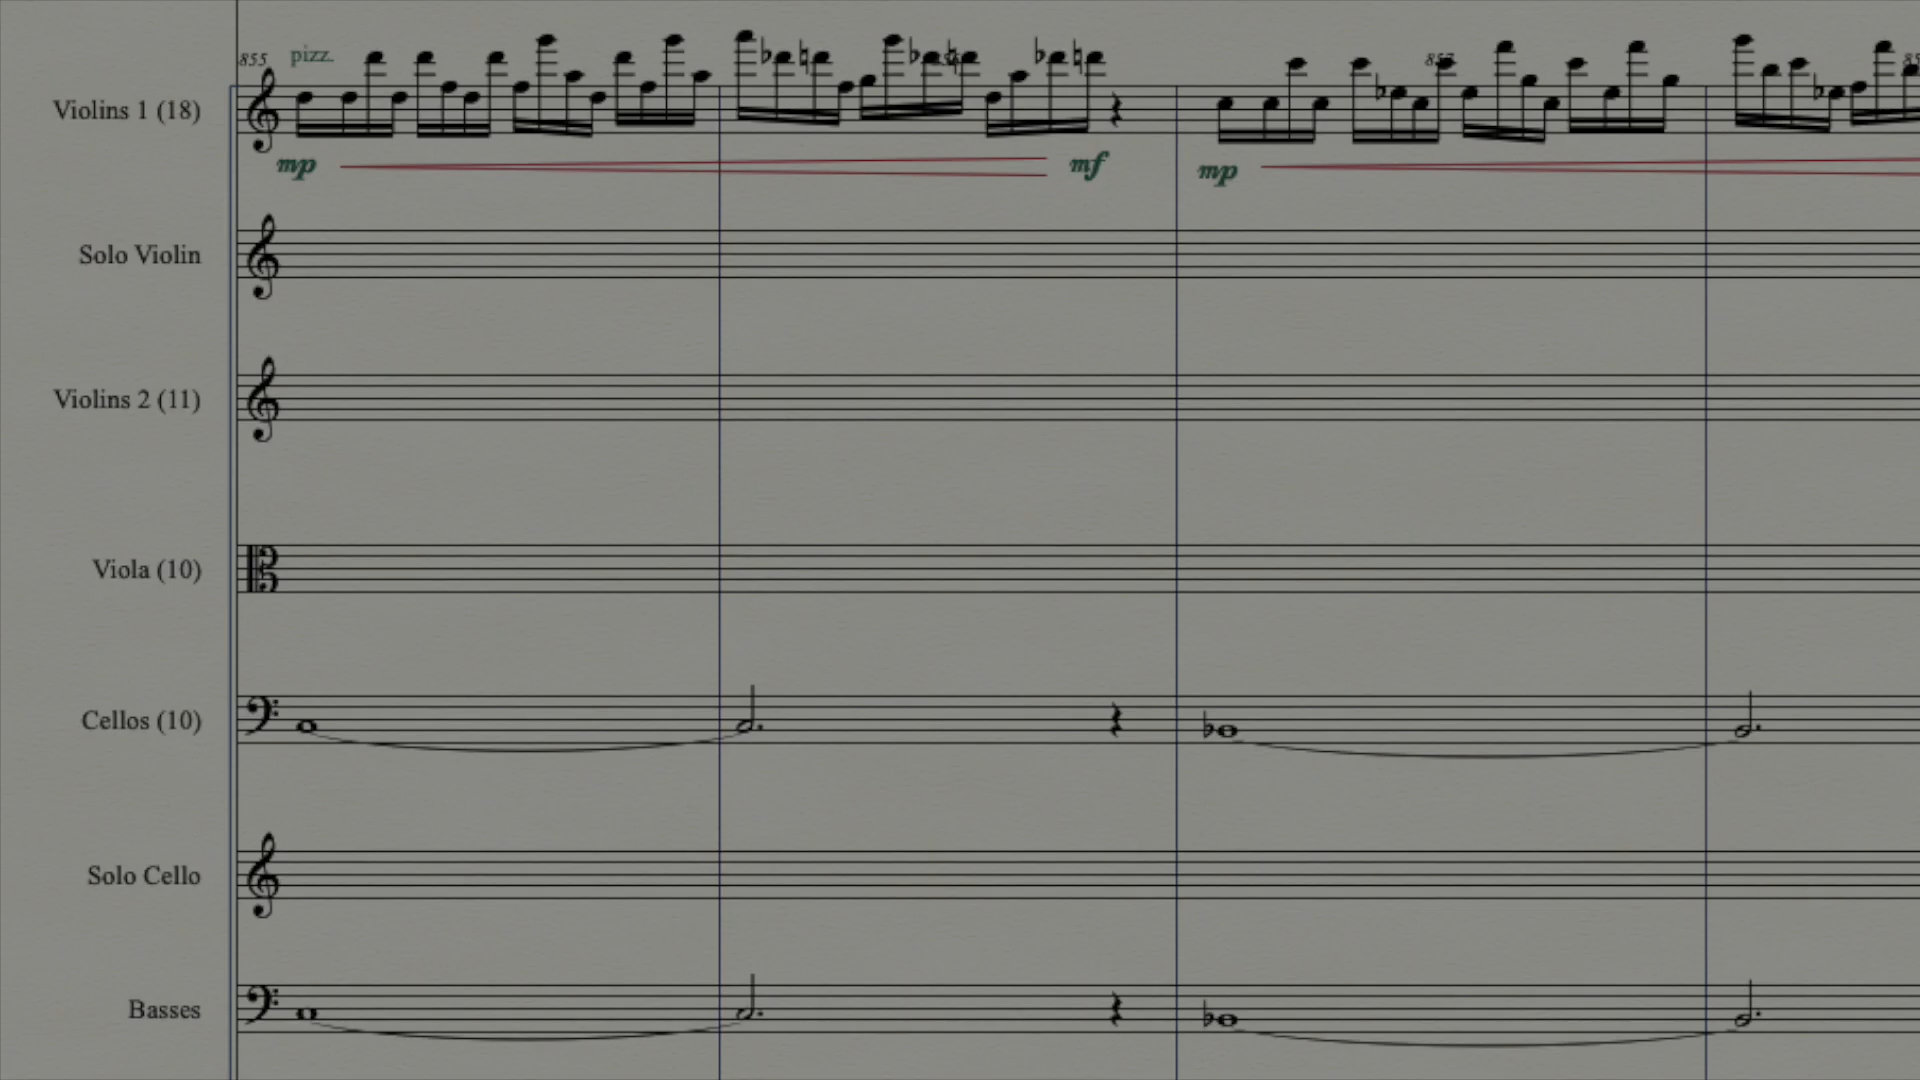 855 pizz.
Violins 1 (18)
mp mf mp
Solo Violin
Violins 2 (11)
Viola (10)
Cellos (10)
Solo Cello
Basses